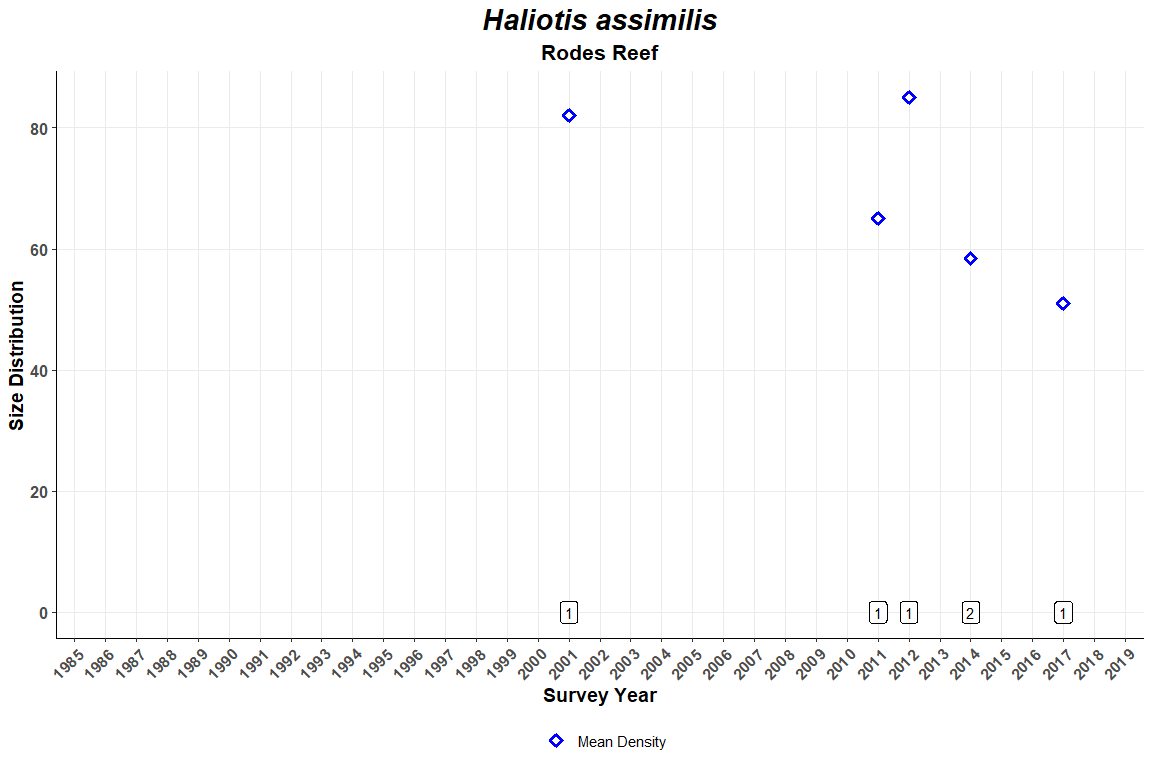 Haliotis assimilis
Rodes Reef
Size Distribution
80
60
40
20
0
1 1 1 2 1
1985 1986 1987 1988 1989 1990 1991 1992 1993 1994 1995 1996 1997 1998 1999 2000 2001 2002 2003 2004 2005 2006 2007 2008 2009 2010 2011 2012 2013 2014 2015 2016 2017 2018 2019
Survey Year
Mean Density